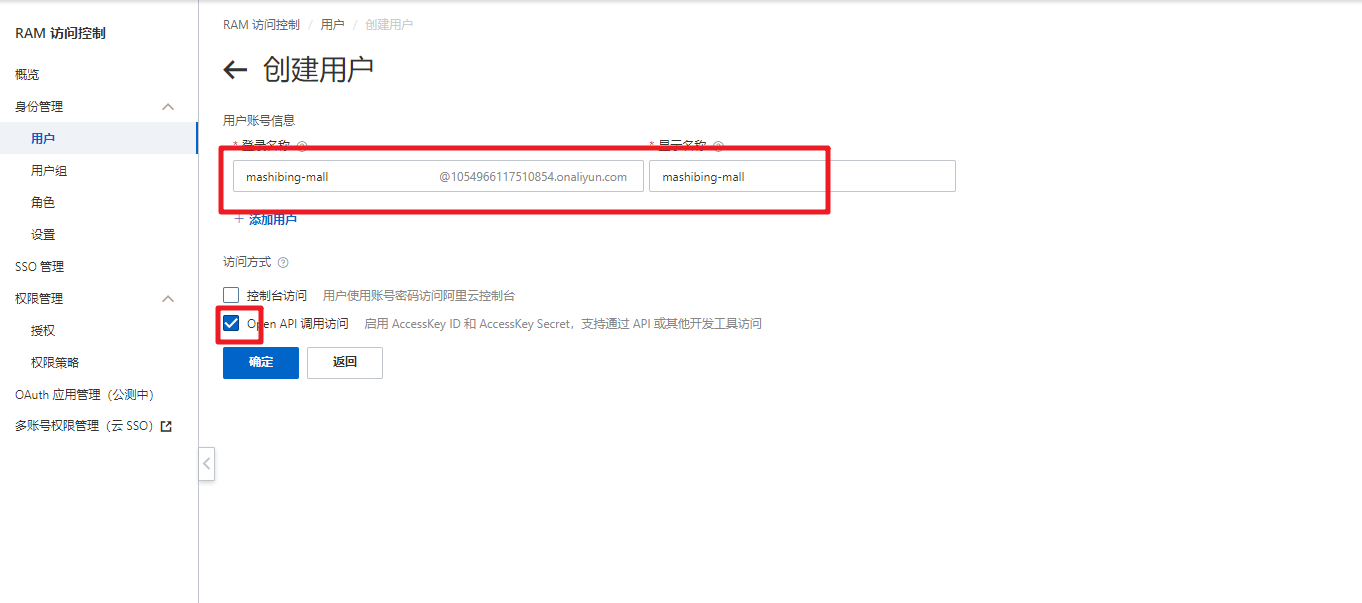 RAM 访问控制
概览
身份管理
用户
用户组
角色
设置
SSO 管理
权限管理
授权
权限策略
OAuth 应用管理（公测中）
多账号权限管理（云 SSO）
RAM 访问控制 / 用户 / 创建用户
创建用户
用户账号信息
* 登录名称 * 显示名称
mashibing-mall @1054966117510854.onaliyun.com mashibing-mall
+ 添加用户
访问方式
控制台访问 用户使用账号密码访问阿里云控制台
Open API 调用访问 启用 AccessKey ID 和 AccessKey Secret，支持通过 API 或其他开发工具访问
确定 返回